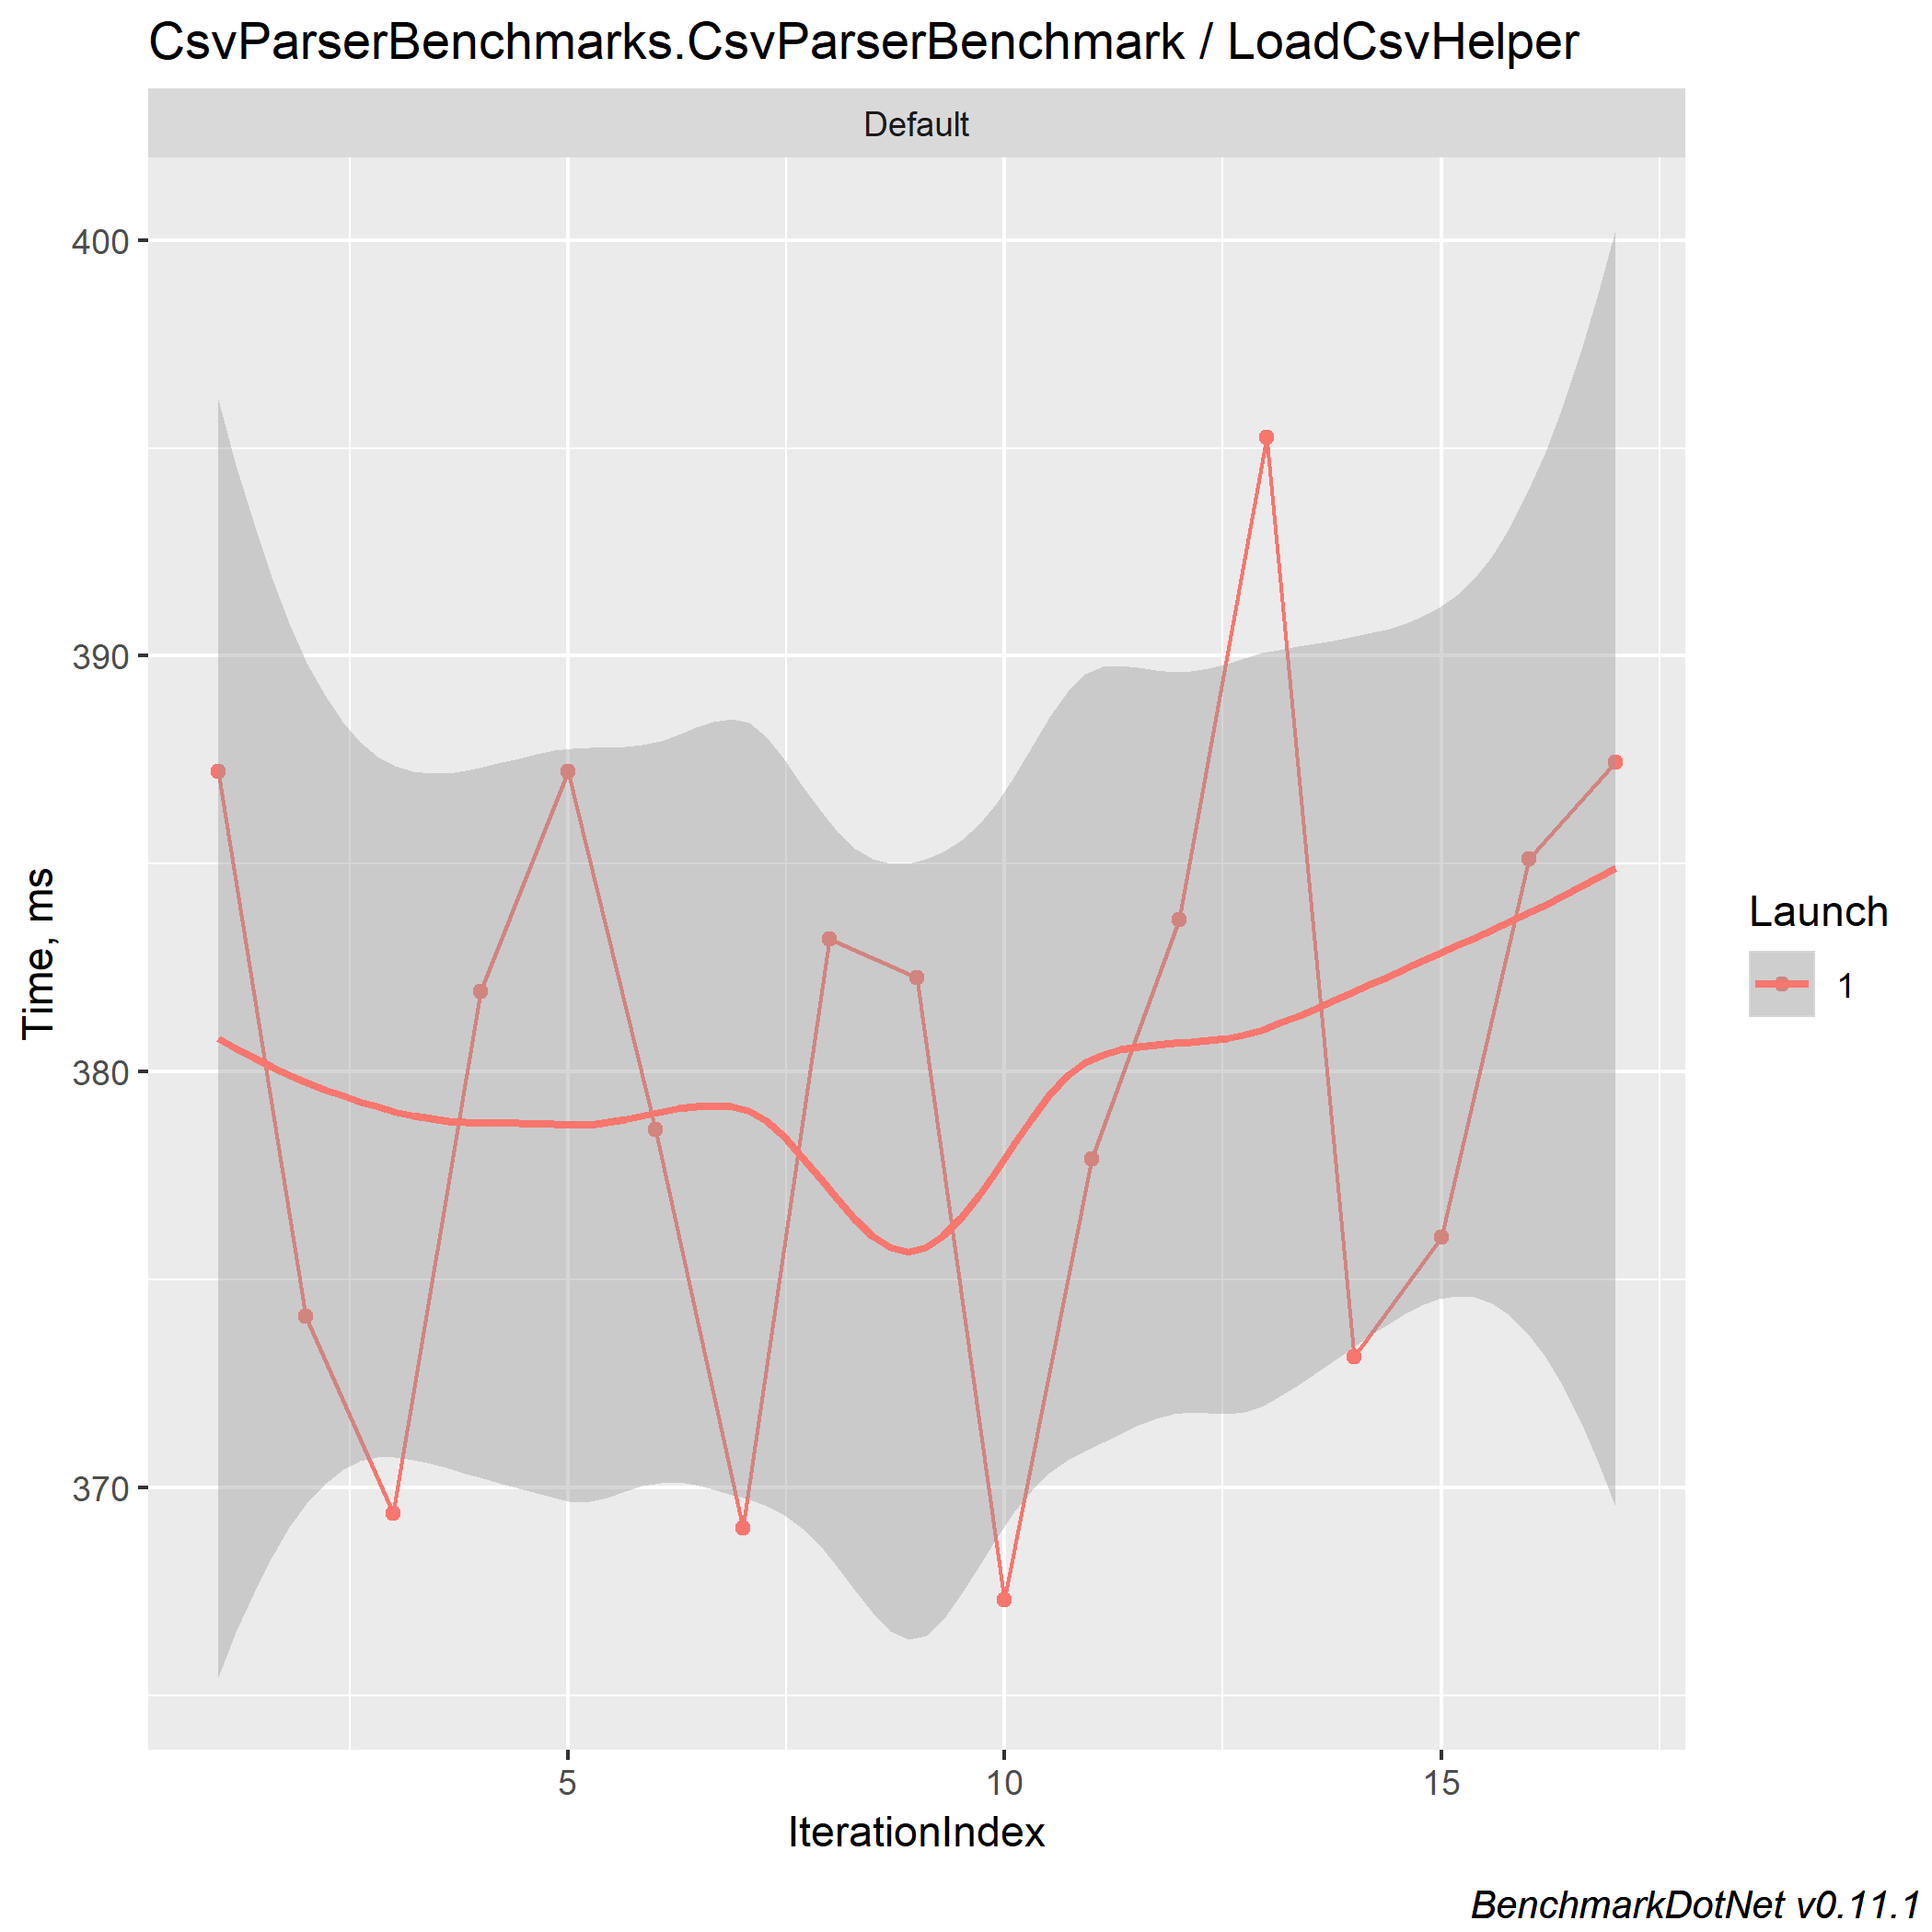 CsvParserBenchmarks.CsvParserBenchmark / LoadCsvHelper
Default
400
390
380
370
Time, ms
5
10
15
IterationIndex
Launch
1
BenchmarkDotNet v0.11.1